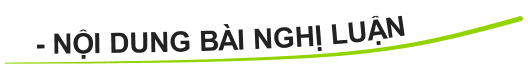 - NỘI DUNG BÀI NGHỊ LUẬN